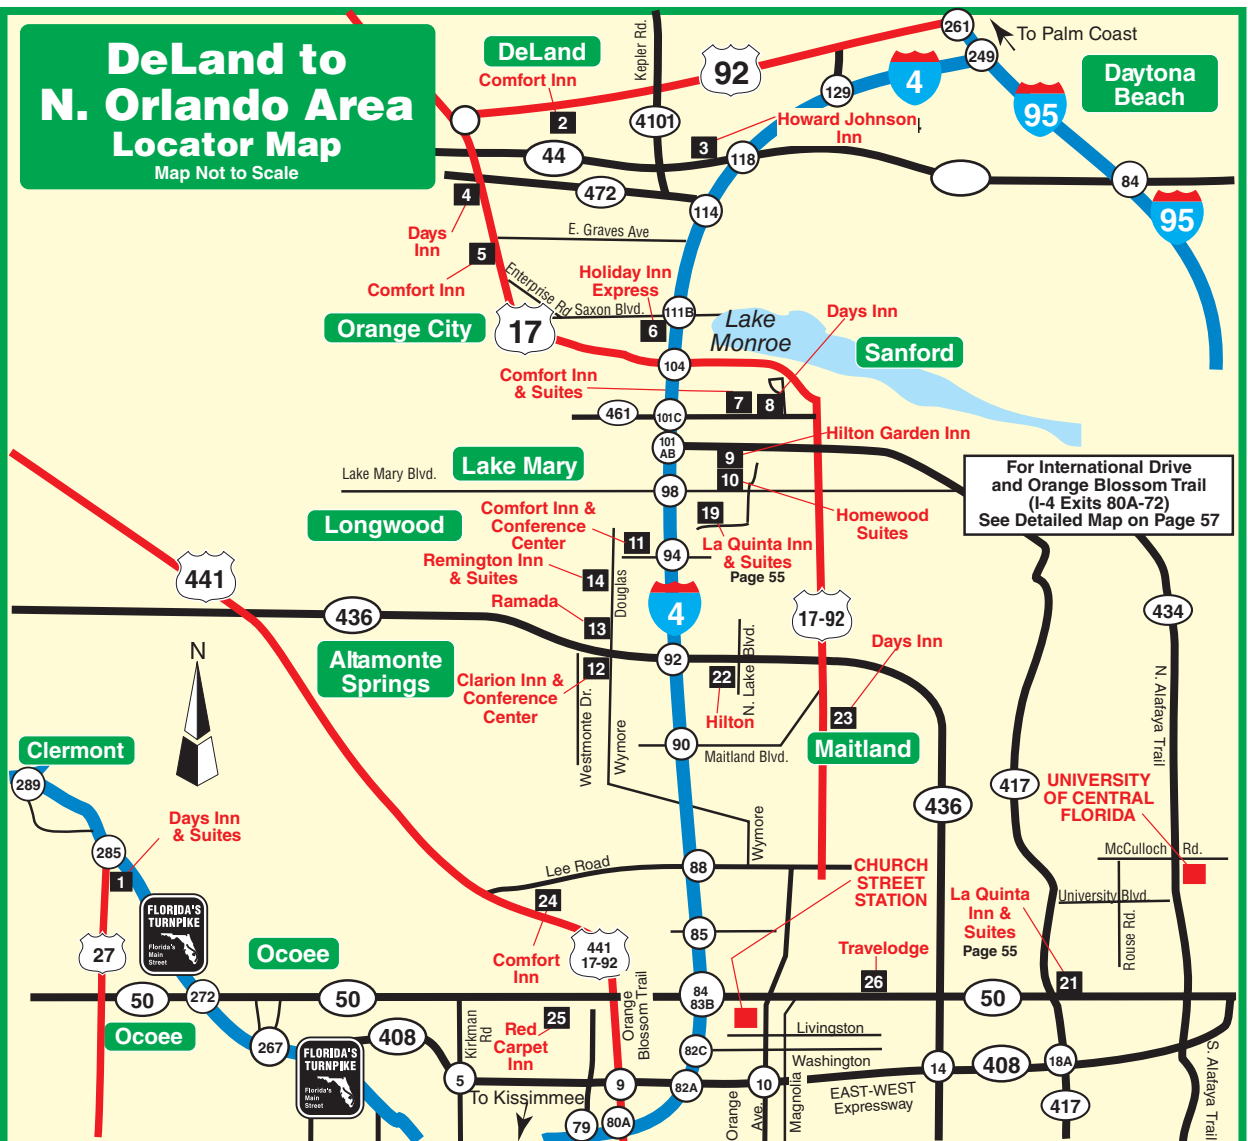 DeLand to
N. Orlando Area
Locator Map
Map Not to Scale
DeLand
Comfort Inn
2
Kepler Rd.
4101
92
129
4
261
249
To Palm Coast
95
Daytona
Beach
44
3
Howard Johnson
Inn
118
84
95
472
114
4
Days
Inn
5
Comfort Inn
E. Graves Ave
Enterprise Rd
Saxon Blvd.
Holiday Inn
Express
6
111B
Orange City
17
Lake
Monroe
Days Inn
Sanford
104
Comfort Inn
& Suites
7
8
461
101C
101
AB
Hilton Garden Inn
9
10
Lake Mary
Lake Mary Blvd.
98
Homewood
Suites
For International Drive
and Orange Blossom Trail
(I-4 Exits 80A-72)
See Detailed Map on Page 57
Longwood
Comfort Inn &
Conference
Center
11
19
La Quinta Inn
& Suites
Page 55
94
Remington Inn
& Suites
14
Douglas
441
Ramada
13
4
17-92
434
436
Altamonte
Springs
Clarion Inn &
Conference
Center
12
92
22
Hilton
N. Lake Blvd.
Days Inn
23
Maitland
N. Alafaya Trail
N
Westmonte Dr.
Wymore
90
Maitland Blvd.
Clermont
289
Days Inn
& Suites
285
1
436
417
UNIVERSITY
OF CENTRAL
FLORIDA
McCulloch Rd.
Wymore
Lee Road
88
CHURCH
STREET
STATION
University Blvd.
Rouse Rd.
La Quinta
Inn &
Suites
Page 55
21
24
Comfort
Inn
FLORIDA'S
TURNPIKE
Florida's
Main
Street
27
Ocoee
441
17-92
85
Travelodge
26
50
272
50
84
83B
50
Ocoee
267
408
Kirkman
Rd
25
Red
Carpet
Inn
Orange
Blossom Trail
Livingston
82C
Washington
FLORIDA'S
TURNPIKE
Florida's
Main
Street
5
9
82A
10
Magnolia
14
408
18A
EAST-WEST
Expressway
To Kissimmee
79
80A
Orange
Ave.
417
S. Alafaya Trail